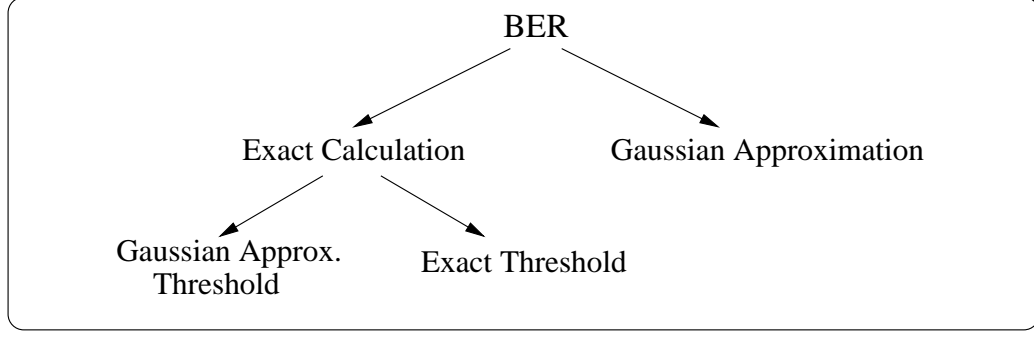 BER
Exact Calculation
Gaussian Approximation
Gaussian Approx.
Threshold
Exact Threshold